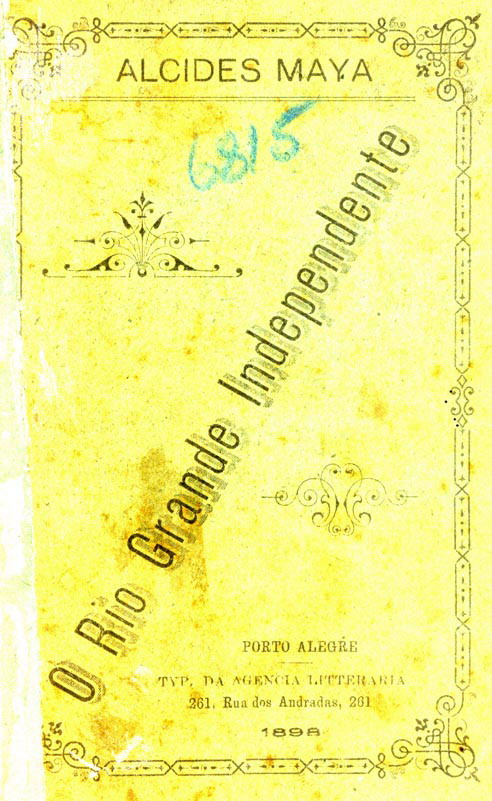 ALCIDES MAYA
6815
O Rio Grande Independente
PORTO ALEGRE
TYP. DA AGENCIA LITTERARIA
261, Rua dos Andradas, 261
1898